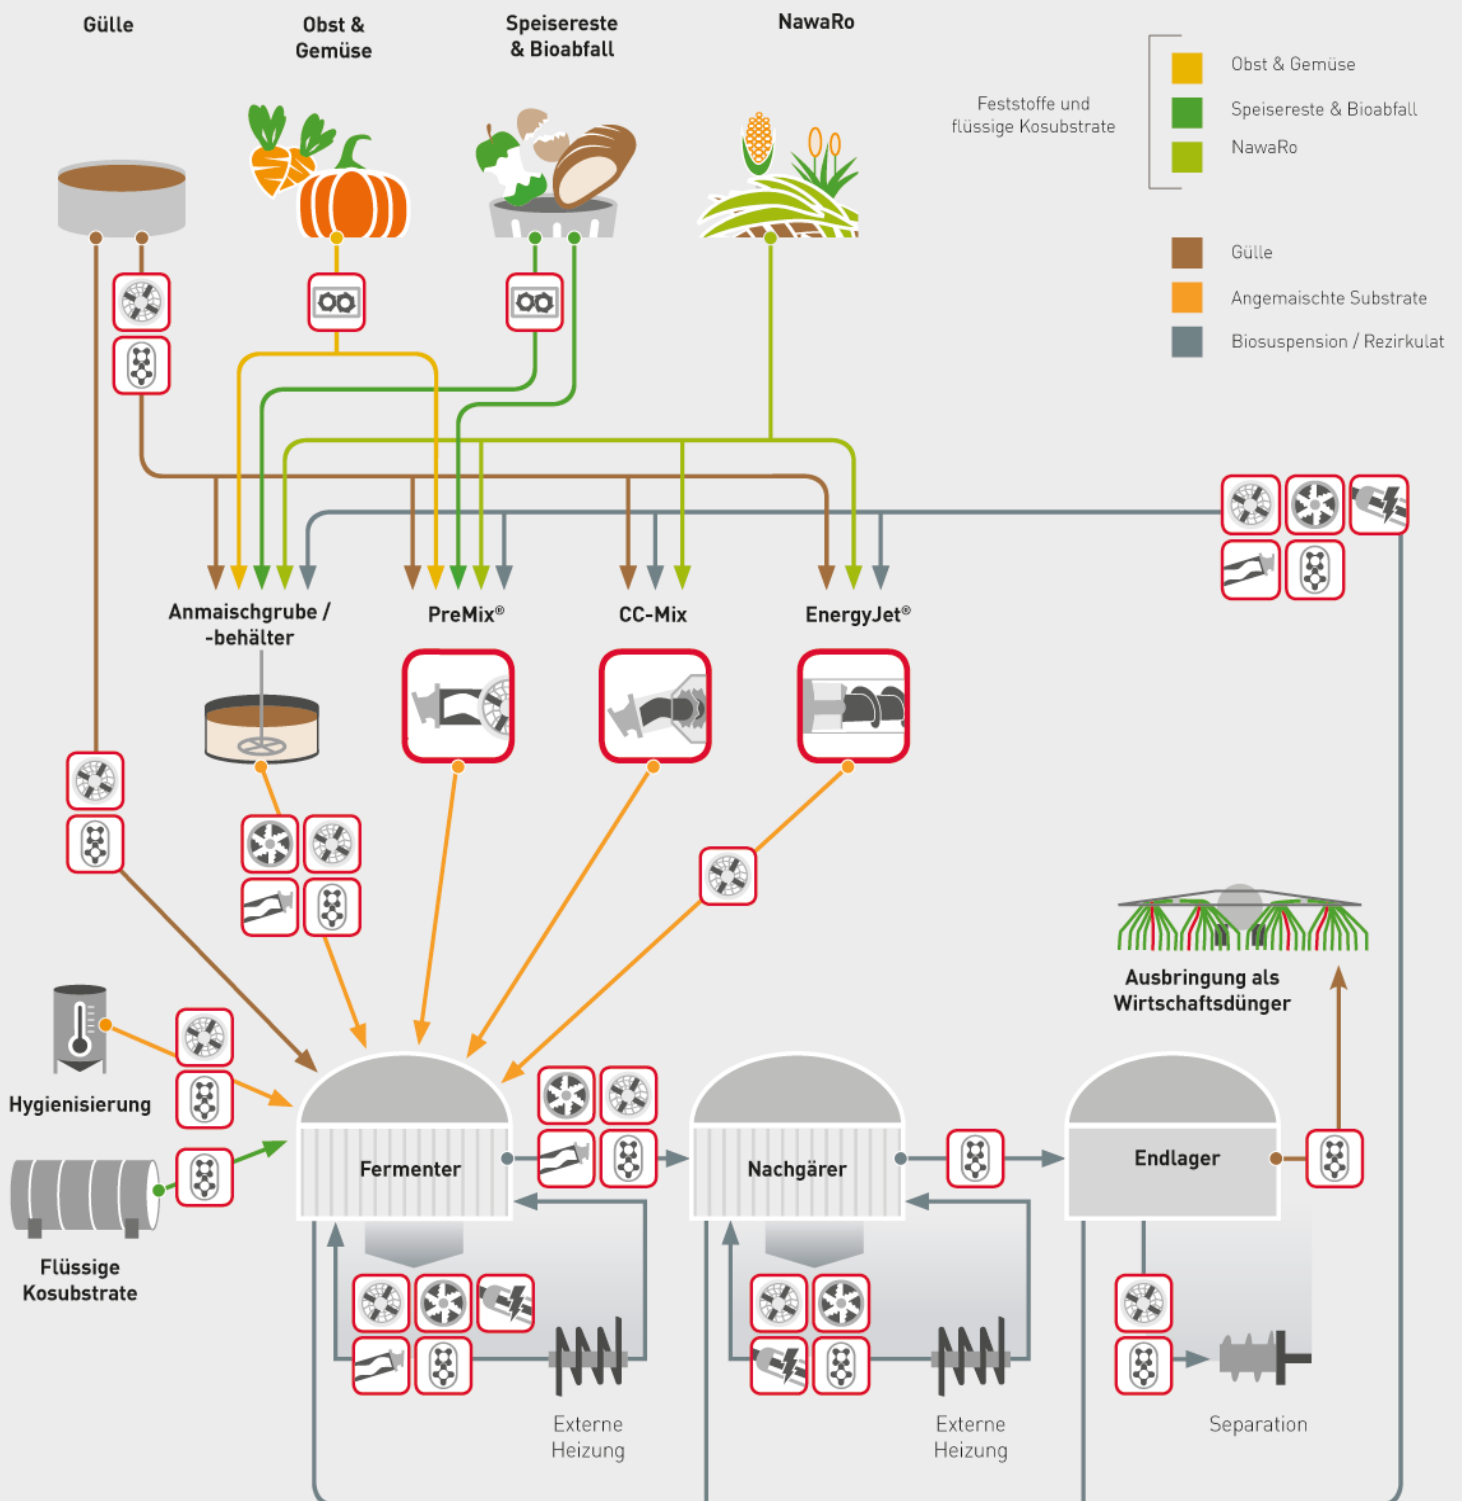 Gülle
Obst &
Gemüse
Speisereste
& Bioabfall
NawaRo
Feststoffe und
flüssige Kosubstrate
Obst & Gemüse
Speisereste & Bioabfall
NawaRo
Gülle
Angemaischte Substrate
Biosuspension / Rezirkulat
Anmaischgrube /
-behälter
PreMix®
CC-Mix
EnergyJet®
Ausbringung als
Wirtschaftsdünger
Hygienisierung
Fermenter
Nachgärer
Endlager
Flüssige
Kosubstrate
Externe
Heizung
Externe
Heizung
Separation